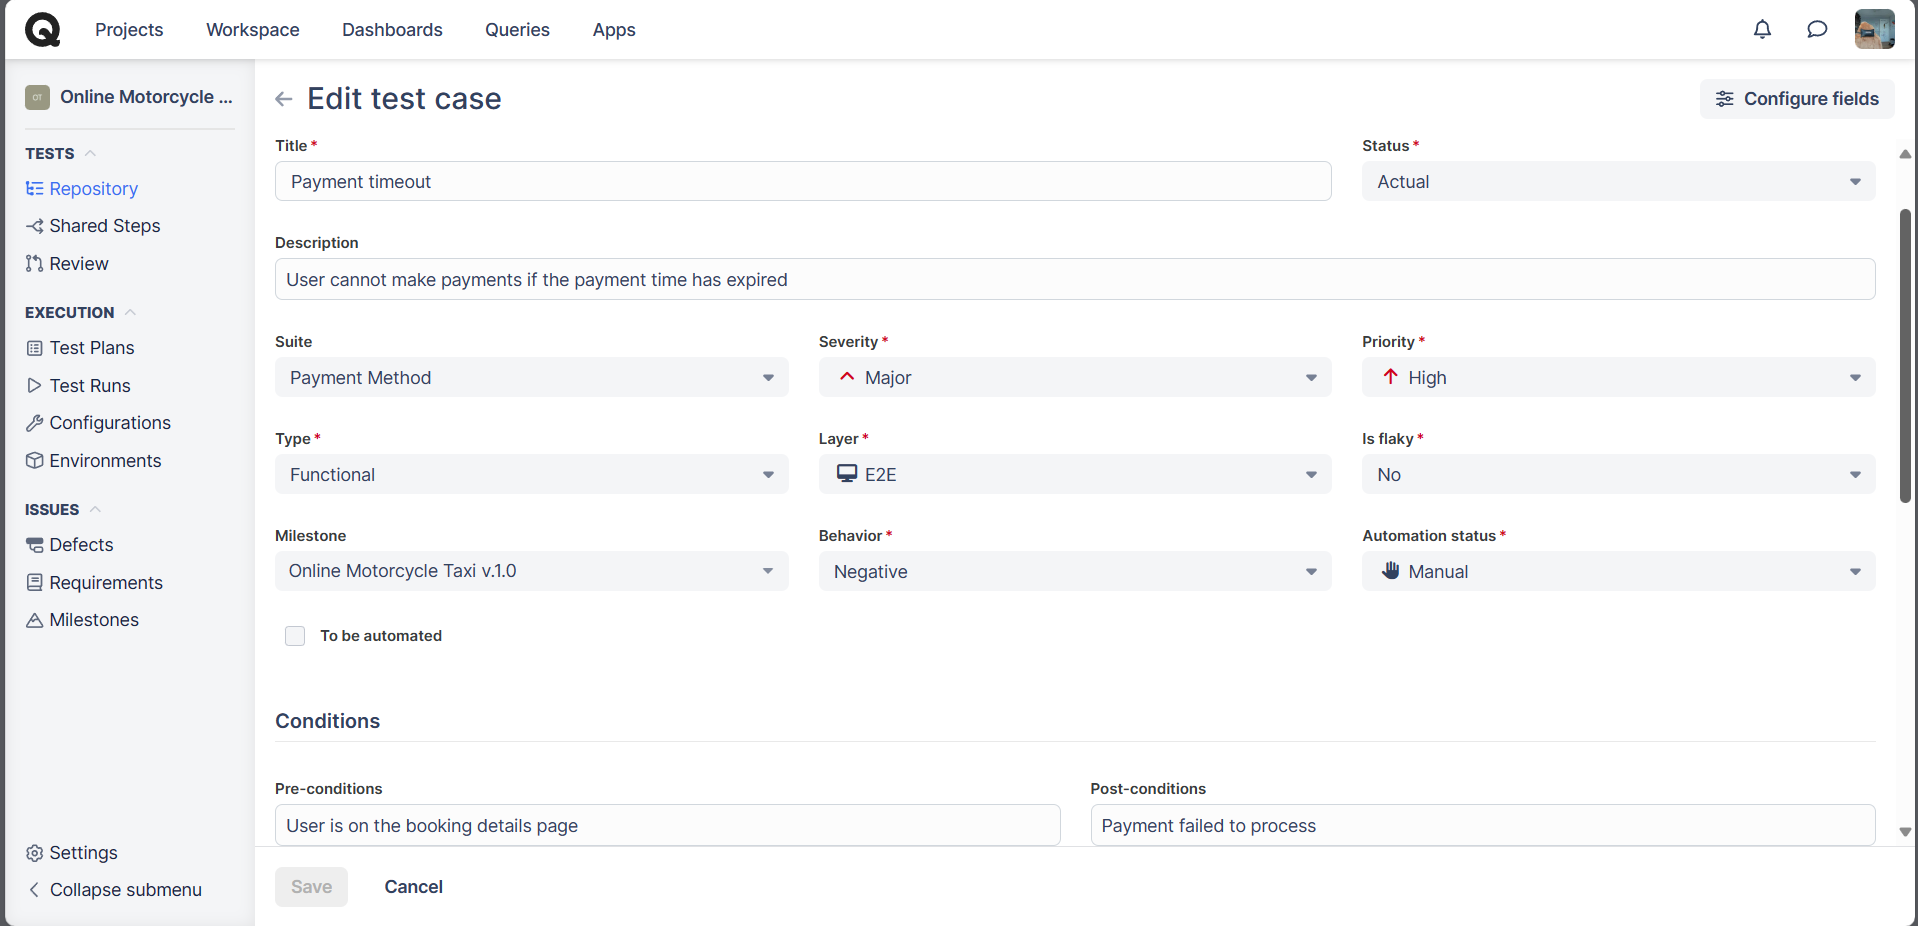 Projects Workspace Dashboards Queries Apps
OT Online Motorcycle ...
TESTS
Repository
Shared Steps
Review
EXECUTION
Test Plans
Test Runs
Configurations
Environments
ISSUES
Defects
Requirements
Milestones
Settings
Collapse submenu
Edit test case
Configure fields
Title *
Status *
Payment timeout
Actual
Description
User cannot make payments if the payment time has expired
Suite
Severity *
Priority *
Payment Method
Major
High
Type *
Layer *
Is flaky *
Functional
E2E
No
Milestone
Behavior *
Automation status *
Online Motorcycle Taxi v.1.0
Negative
Manual
To be automated
Conditions
Pre-conditions
Post-conditions
User is on the booking details page
Payment failed to process
Save
Cancel